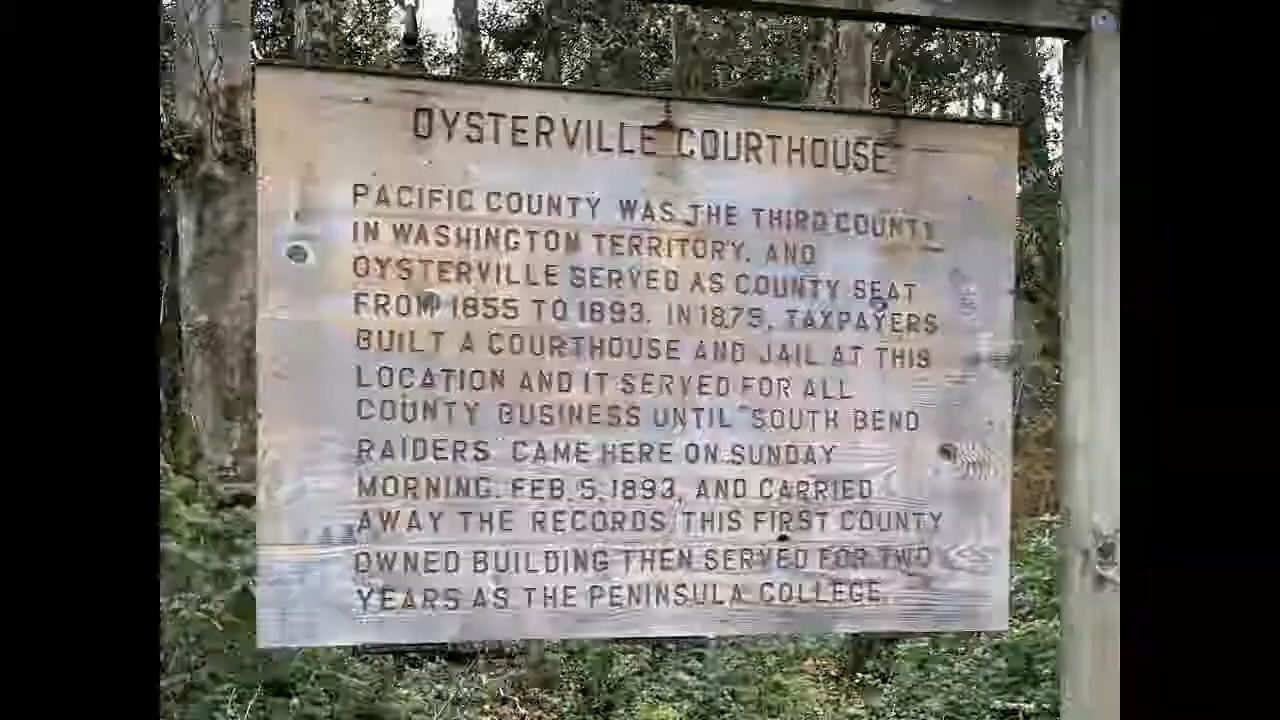 OYSTERVILLE COURTHOUSE
PACIFIC COUNTY WAS THE THIRD COUNTY
IN WASHINGTON TERRITORY, AND
OYSTERVILLE SERVED AS COUNTY SEAT
FROM 1855 TO 1893. IN 1875, TAXPAYERS
BUILT A COURTHOUSE AND JAIL AT THIS
LOCATION AND IT SERVED FOR ALL
COUNTY BUSINESS UNTIL "SOUTH BEND
RAIDERS" CAME HERE ON SUNDAY
MORNING, FEB. 5, 1893, AND CARRIED
AWAY THE RECORDS. THIS FIRST COUNTY
OWNED BUILDING THEN SERVED FOR TWO
YEARS AS THE PENINSULA COLLEGE.